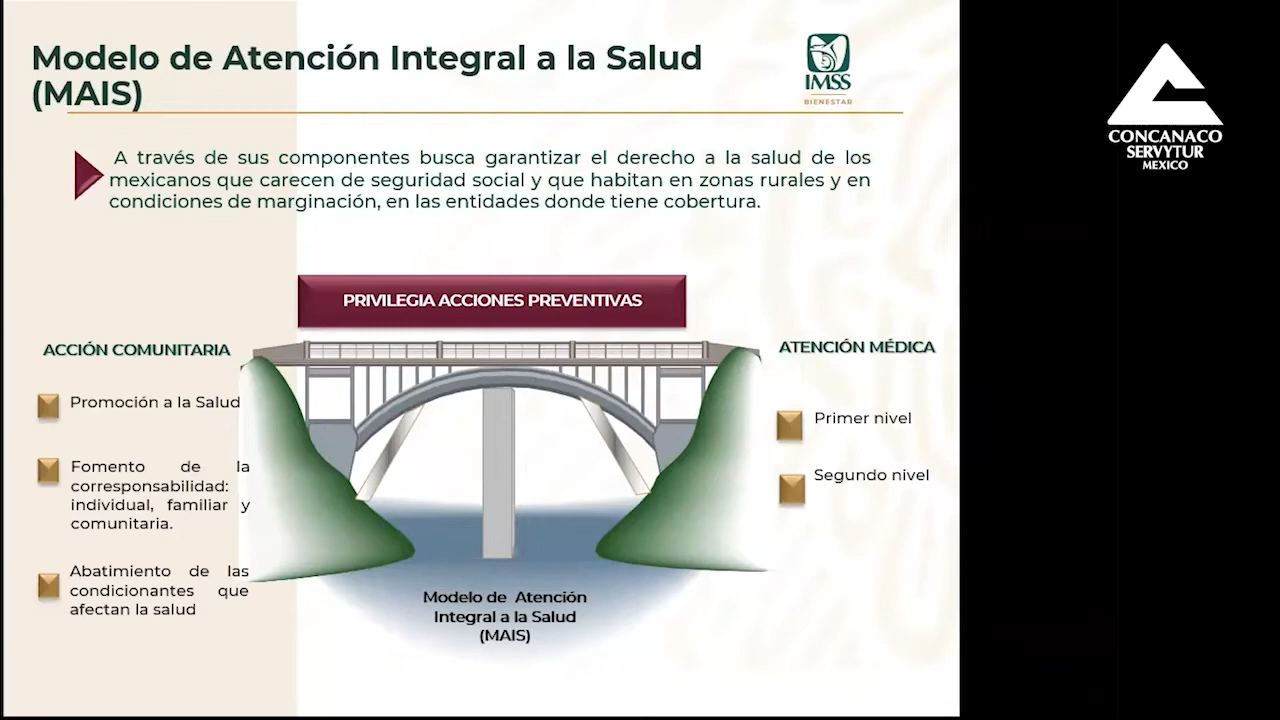 Modelo de Atención Integral a la Salud
(MAIS)
IMSS
BIENESTAR
CONCANACO
SERVYTUR
MEXICO
A través de sus componentes busca garantizar el derecho a la salud de los
mexicanos que carecen de seguridad social y que habitan en zonas rurales y en
condiciones de marginación, en las entidades donde tiene cobertura.
PRIVILEGIA ACCIONES PREVENTIVAS
ACCIÓN COMUNITARIA
Promoción a la Salud
Fomento de la
corresponsabilidad:
individual, familiar y
comunitaria.
Abatimiento de las
condicionantes que
afectan la salud
ATENCIÓN MÉDICA
Primer nivel
Segundo nivel
Modelo de Atención
Integral a la Salud
(MAIS)